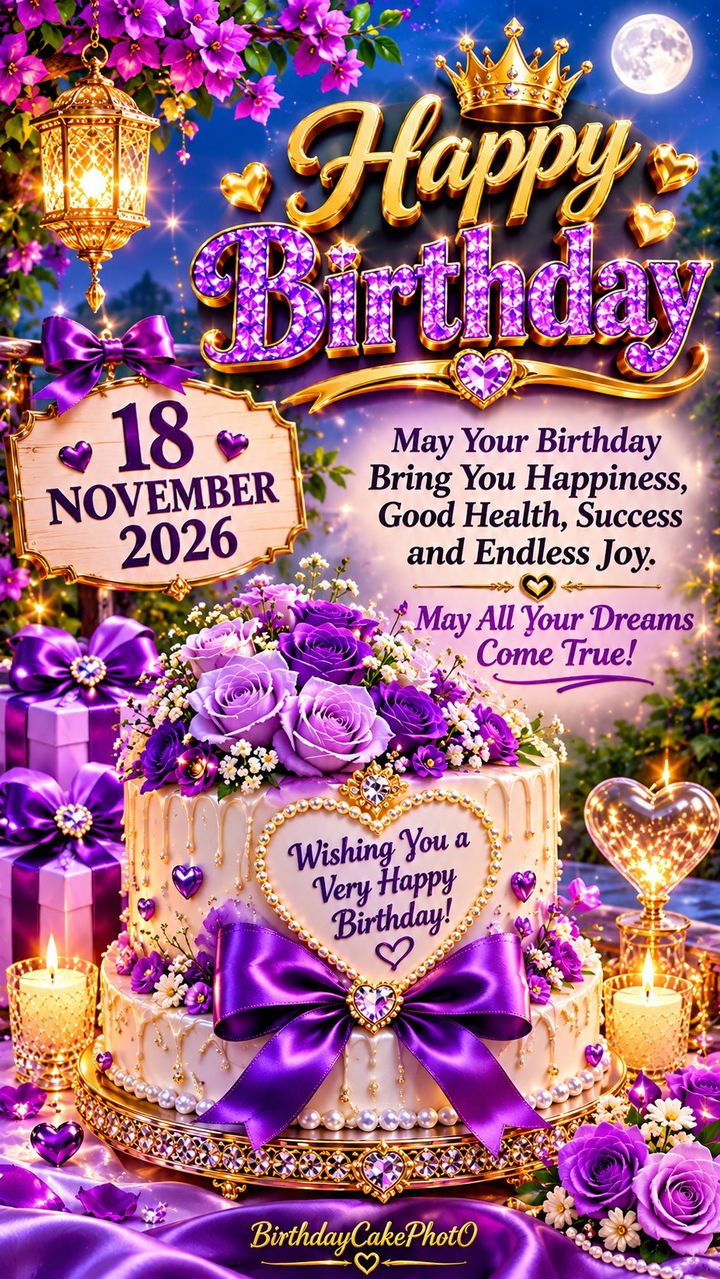 Happy
Birthday
18
NOVEMBER
2026
May Your Birthday
Bring You Happiness,
Good Health, Success
and Endless Joy.
May All Your Dreams
Come True!
Wishing You a
Very Happy
Birthday!
BirthdayCakePhotO